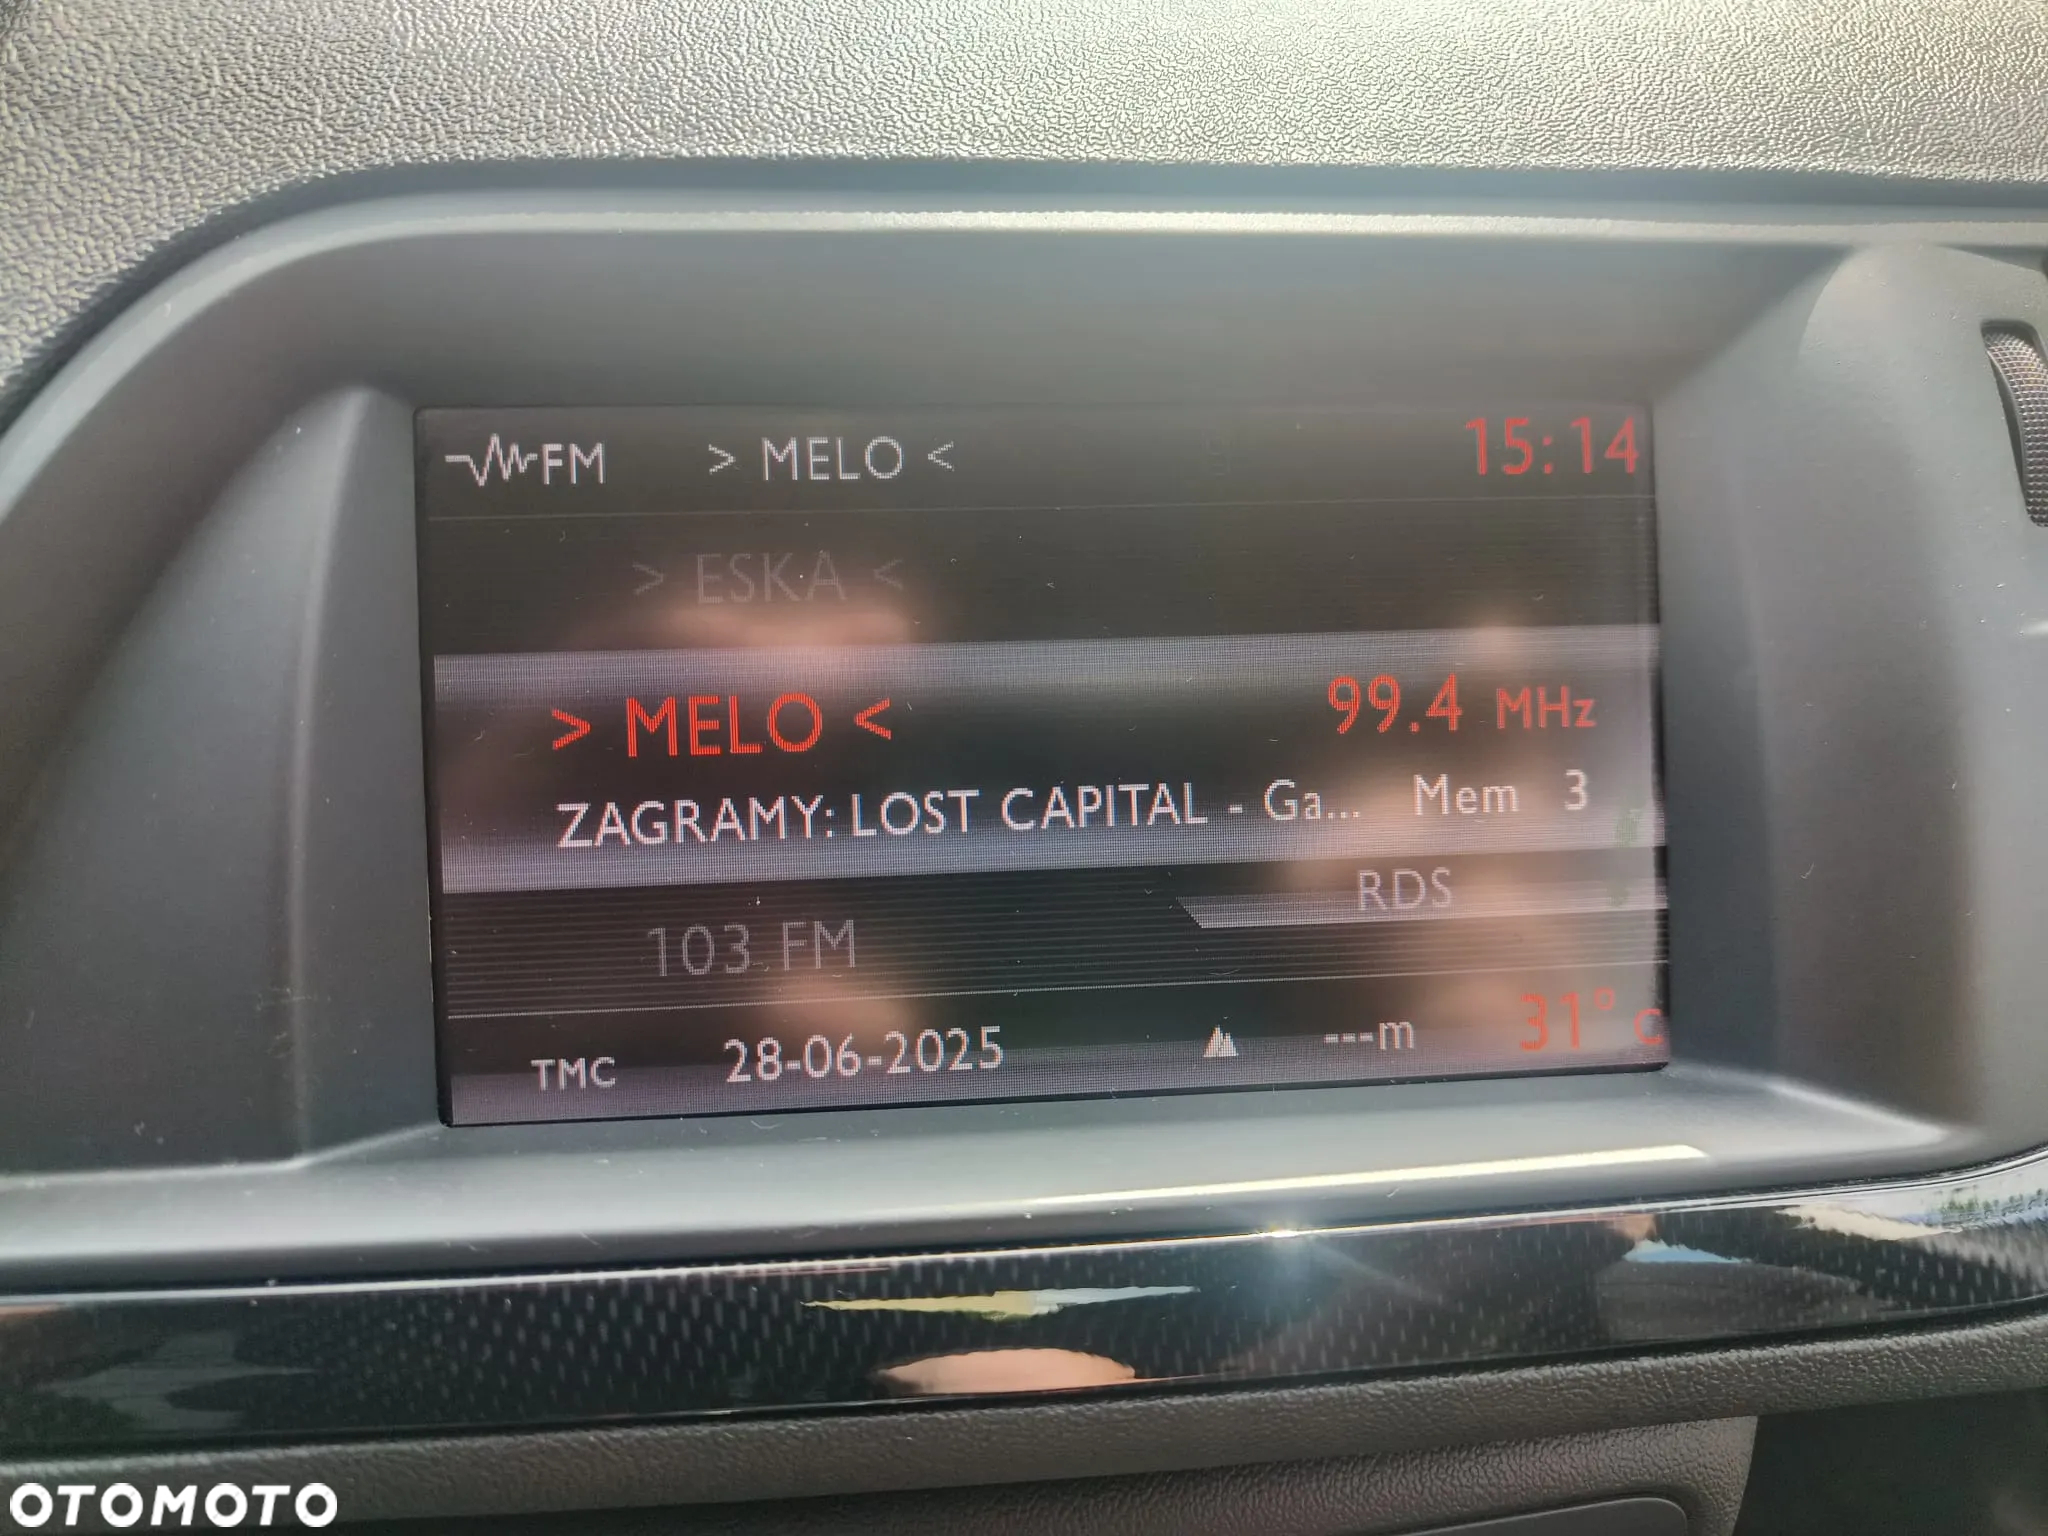 FM > MELO < 15:14
> ESKA <
> MELO < 99.4 MHz
ZAGRAMY: LOST CAPITAL - Ga... Mem 3
RDS
103 FM
TMC 28-06-2025 ---m 31° C
OTOMOTO